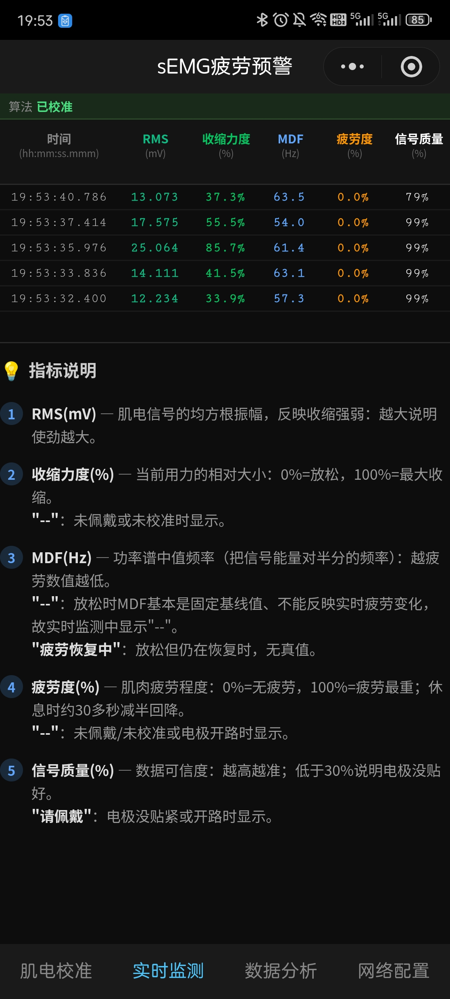 19:53 HD1 HD2 5G 5G 85
sEMG疲劳预警
算法 已校准
时间 RMS 收缩力度 MDF 疲劳度 信号质量
(hh:mm:ss.mmm) (mV) (%) (Hz) (%) (%)
19:53:40.786 13.073 37.3% 63.5 0.0% 79%
19:53:37.414 17.575 55.5% 54.0 0.0% 99%
19:53:35.976 25.064 85.7% 61.4 0.0% 99%
19:53:33.836 14.111 41.5% 63.1 0.0% 99%
19:53:32.400 12.234 33.9% 57.3 0.0% 99%
指标说明
1 RMS(mV) — 肌电信号的均方根振幅，反映收缩强弱：越大说明
使劲越大。
2 收缩力度(%) — 当前用力的相对大小：0%=放松，100%=最大收
缩。
"--"：未佩戴或未校准时显示。
3 MDF(Hz) — 功率谱中值频率（把信号能量对半分的频率）：越疲
劳数值越低。
"--"：放松时MDF基本是固定基线值、不能反映实时疲劳变化，
故实时监测中显示"--"。
"疲劳恢复中"：放松但仍在恢复时，无真值。
4 疲劳度(%) — 肌肉疲劳程度：0%=无疲劳，100%=疲劳最重；休
息时约30多秒减半回降。
"--"：未佩戴/未校准或电极开路时显示。
5 信号质量(%) — 数据可信度：越高越准；低于30%说明电极没贴
好。
"请佩戴"：电极没贴紧或开路时显示。
肌电校准 实时监测 数据分析 网络配置